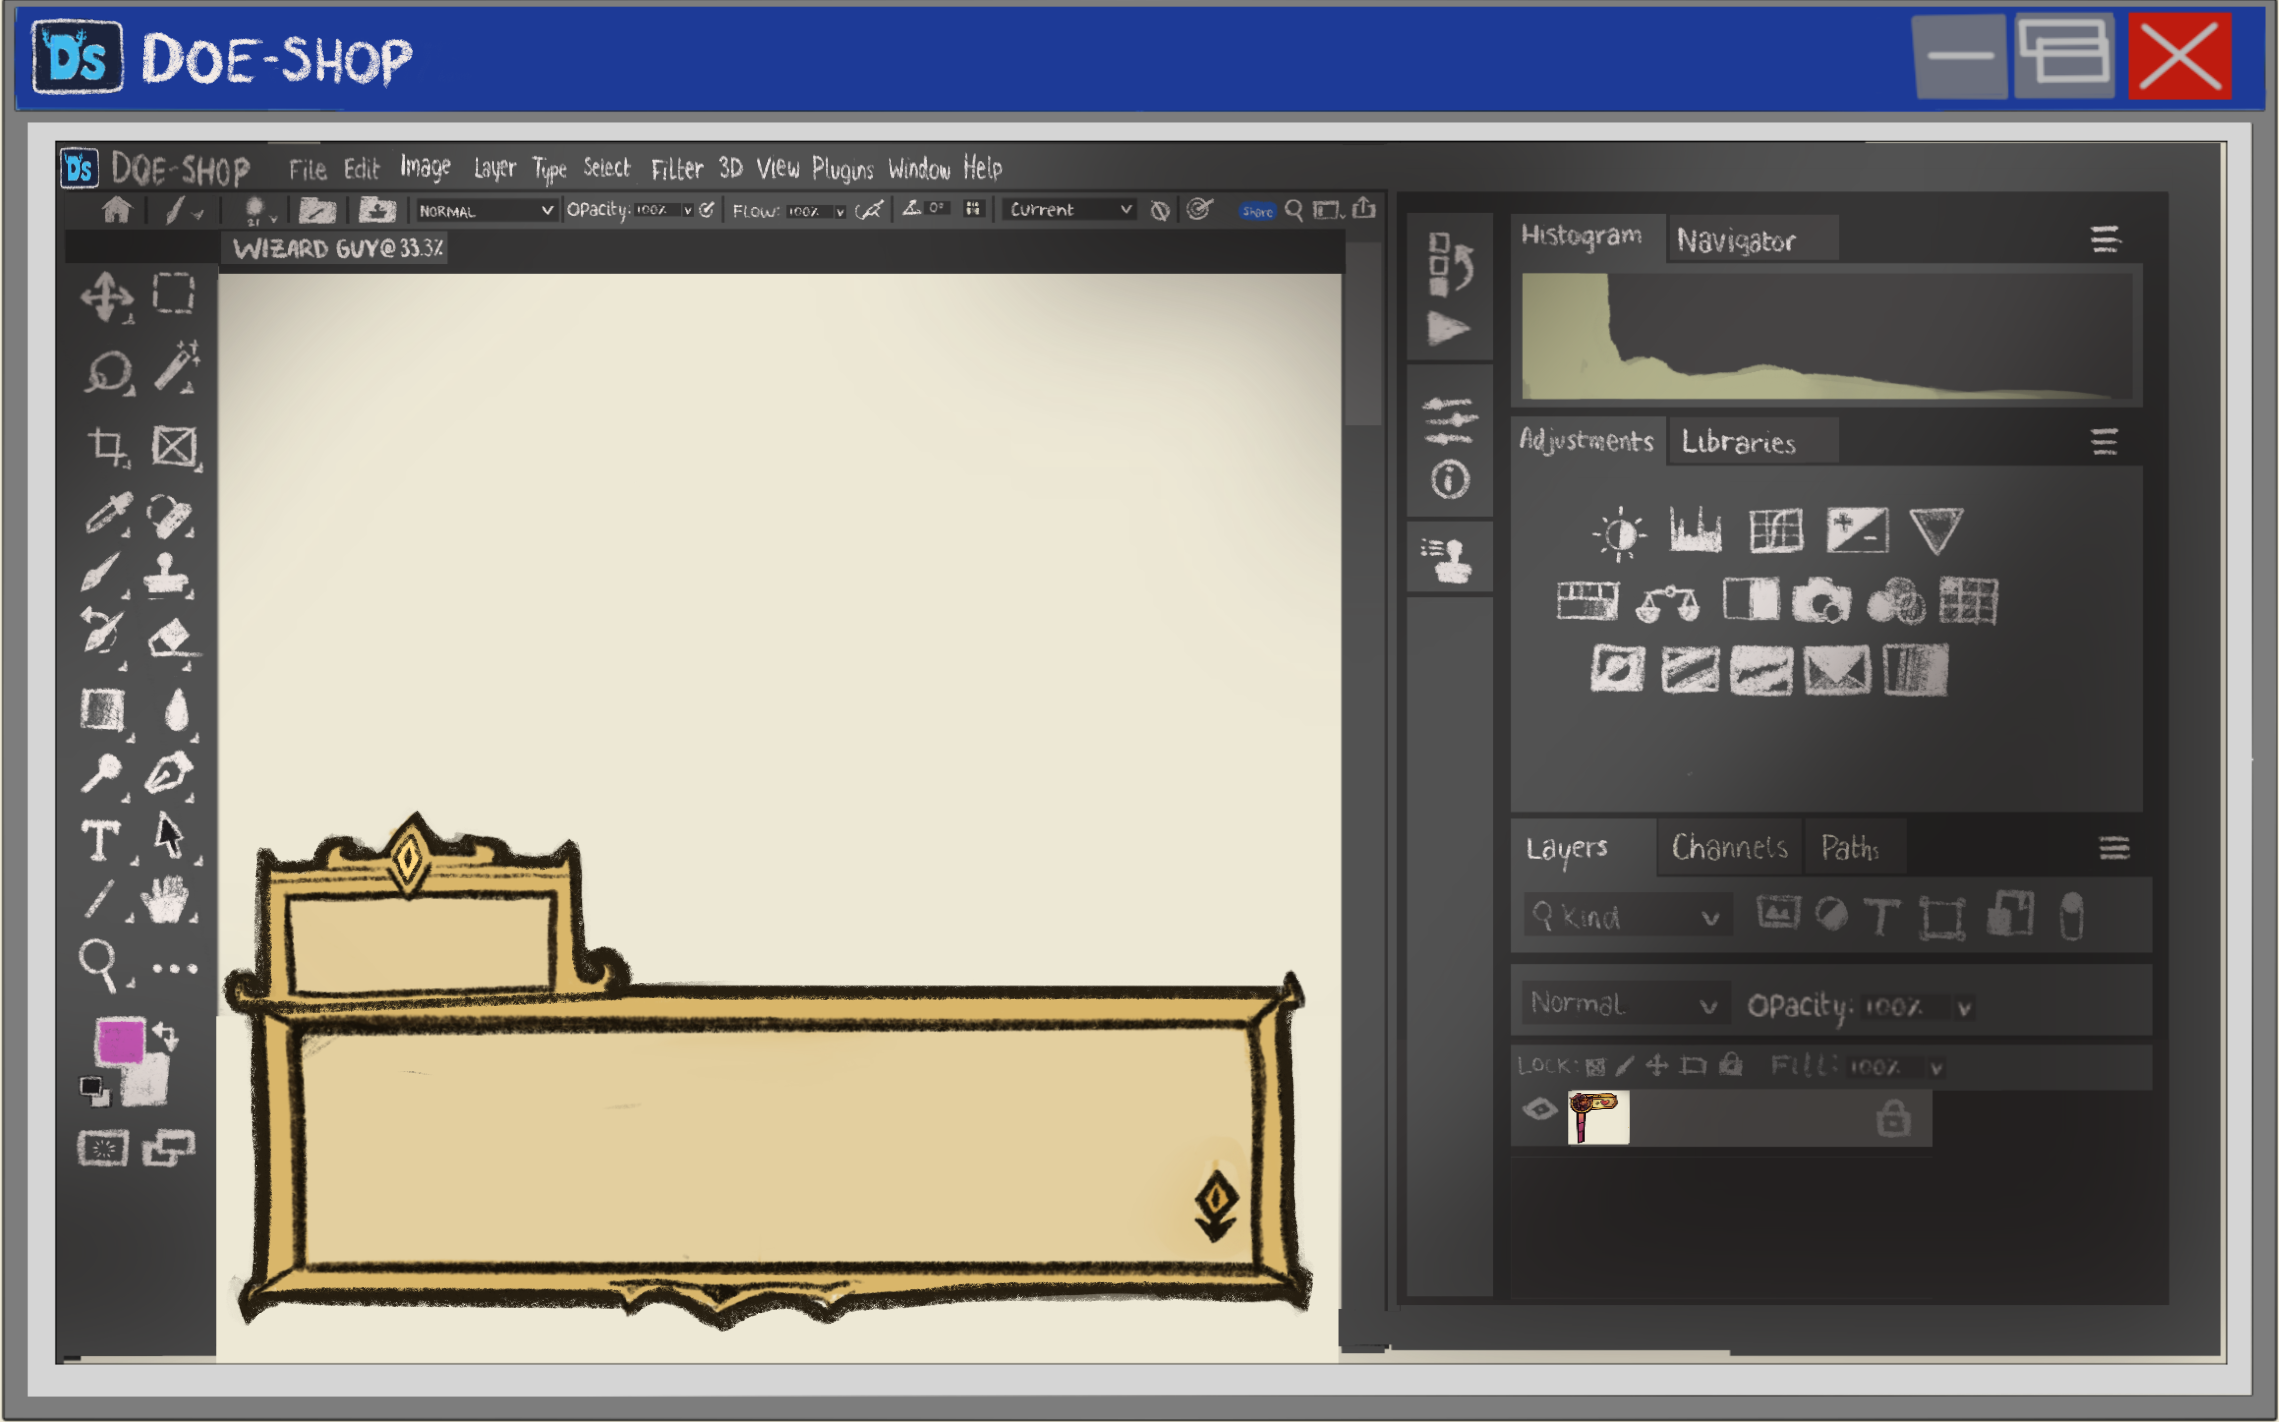 Ds DOE-SHOP
Ds DOE-SHOP File Edit Image Layer Type Select Filter 3D View Plugins Window Help
21 NORMAL OPACITY: 100% FLOW: 100% 0° Current Share
WIZARD GUY@33.3%
Histogram Navigator
Adjustments Libraries
T
Layers Channels Paths
Kind T
Normal Opacity: 100%
LOCK: Fill: 100%